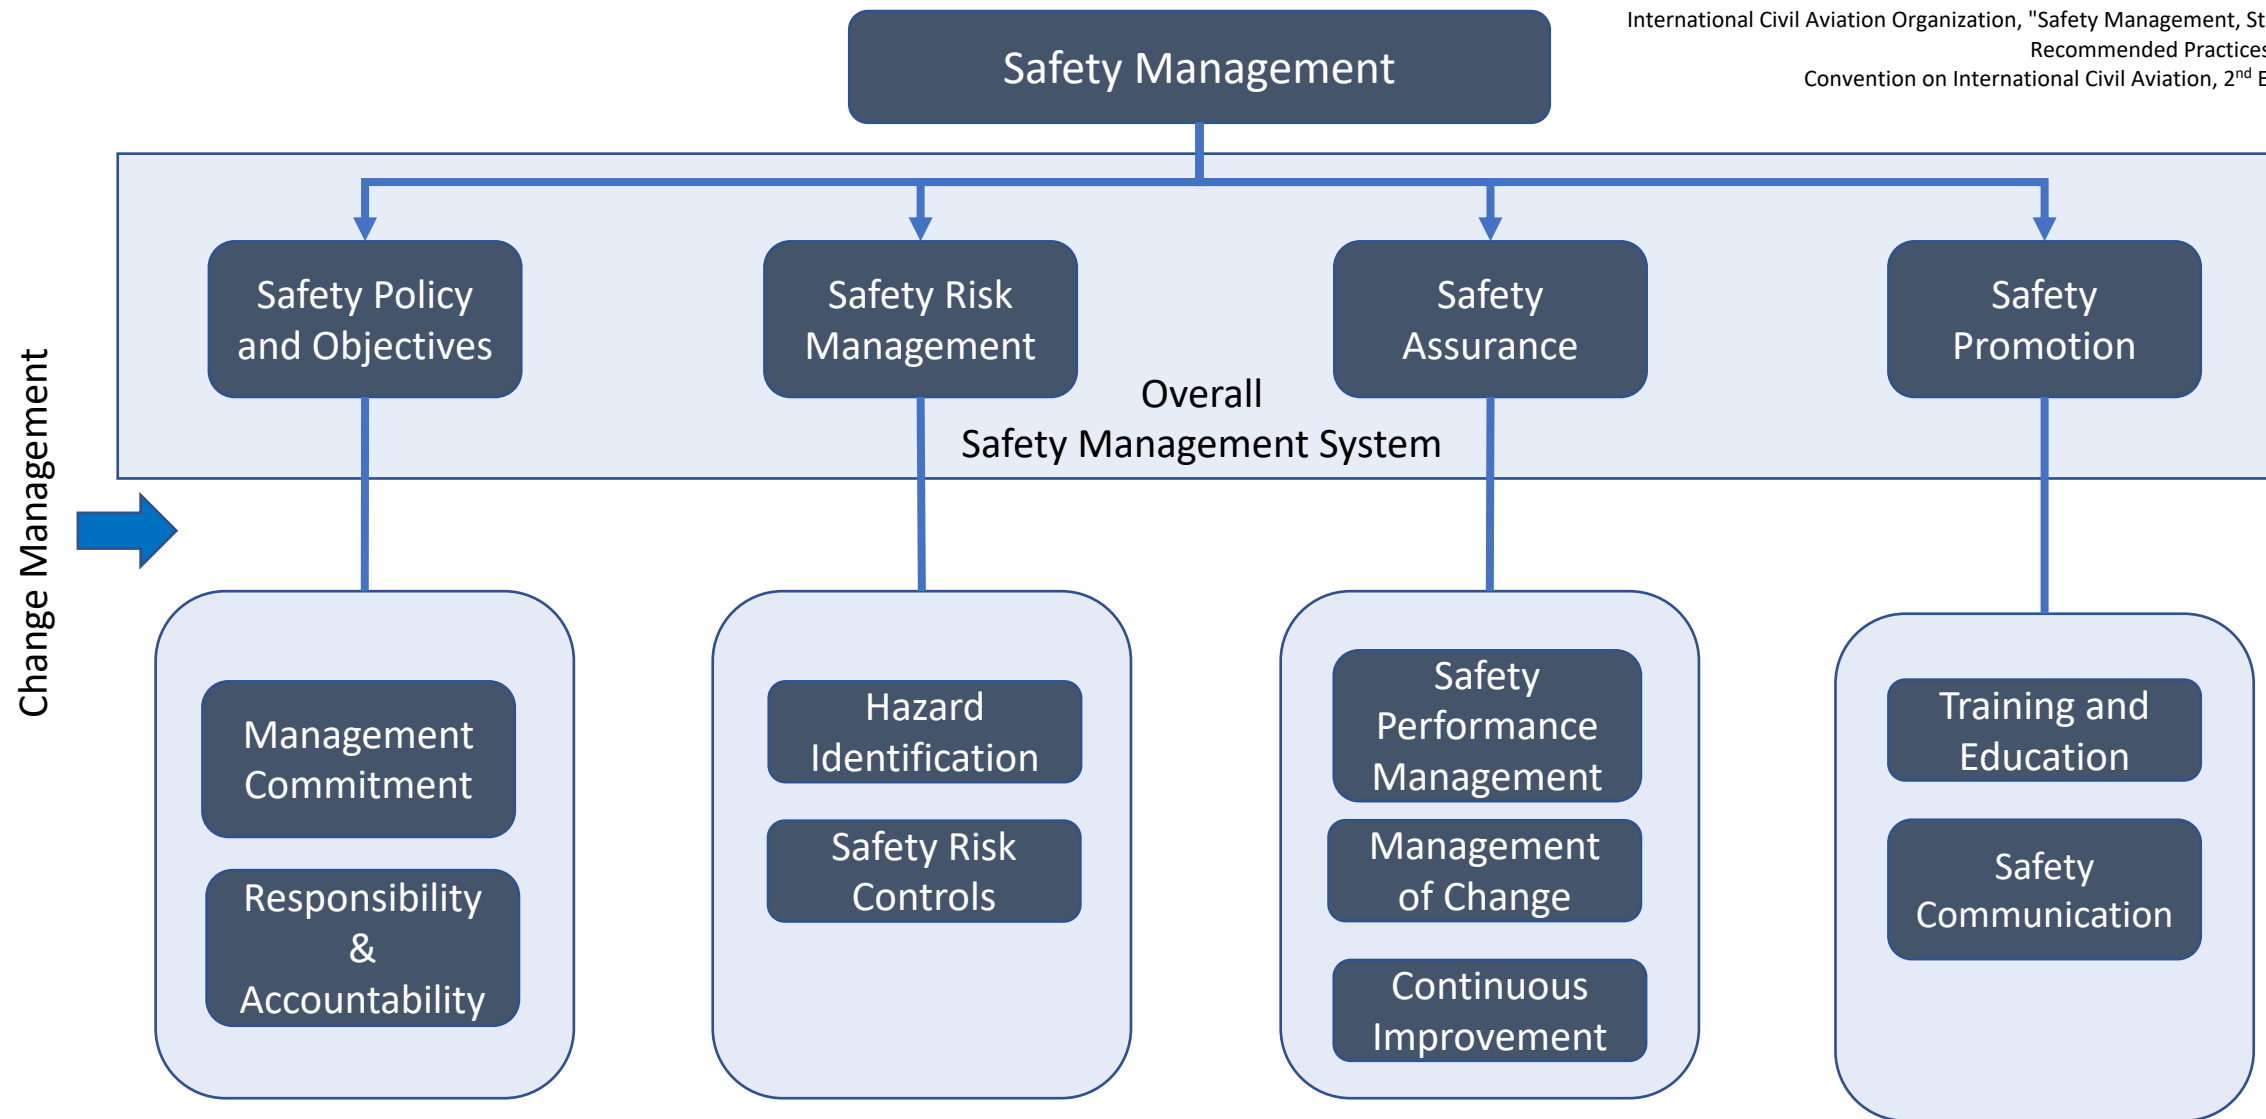 International Civil Aviation Organization, "Safety Management, St
Recommended Practices
Convention on International Civil Aviation, 2nd E
Safety Management
Safety Policy
and Objectives
Safety Risk
Management
Safety
Assurance
Safety
Promotion
Overall
Safety Management System
Change Management
Management
Commitment
Responsibility
&
Accountability
Hazard
Identification
Safety Risk
Controls
Safety
Performance
Management
Management
of Change
Continuous
Improvement
Training and
Education
Safety
Communication